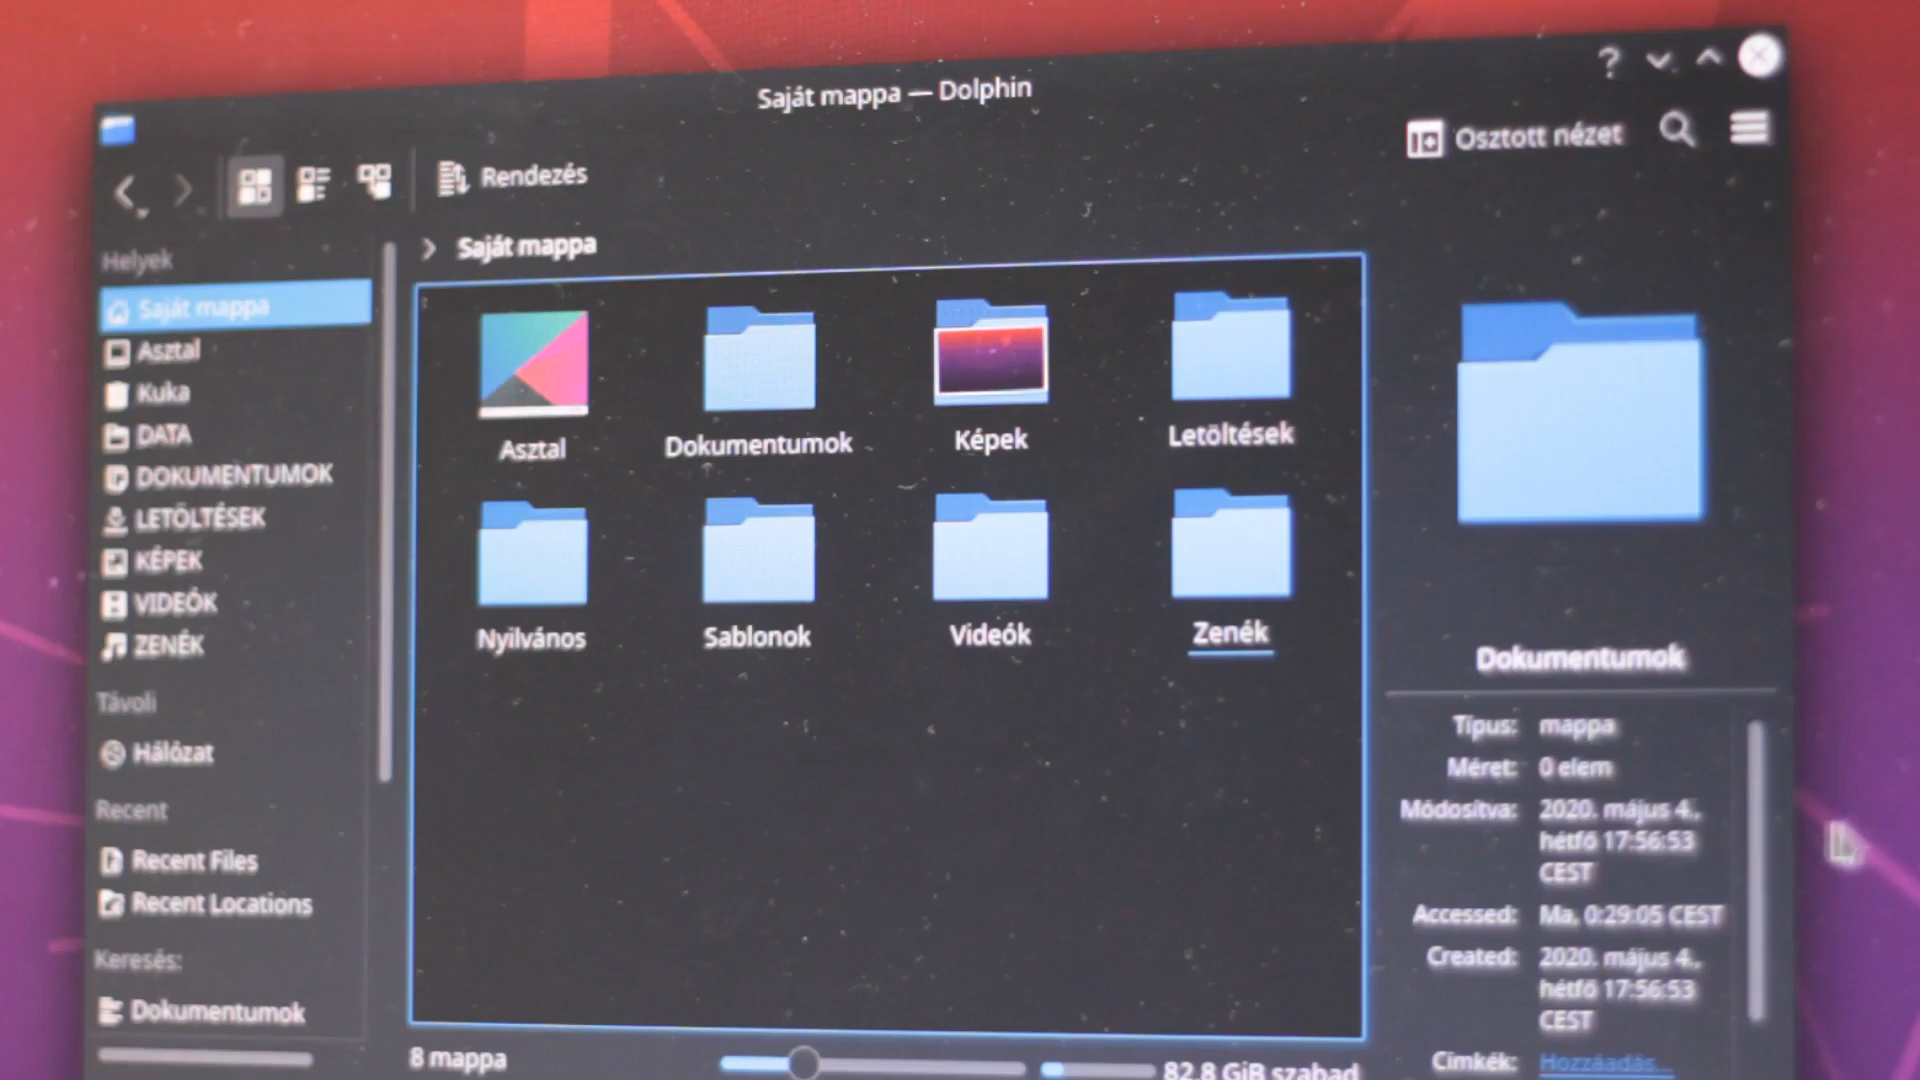 Saját mappa — Dolphin
?
Rendezés
Osztott nézet
Helyek
Saját mappa
Asztal
Kuka
DATA
DOKUMENTUMOK
LETÖLTÉSEK
KÉPEK
VIDEÓK
ZENÉK
Távoli
Hálózat
Recent
Recent Files
Recent Locations
Keresés:
Dokumentumok
Saját mappa
Asztal
Dokumentumok
Képek
Letöltések
Nyilvános
Sablonok
Videók
Zenék
8 mappa
82.8 GiB szabad
Dokumentumok
Típus: mappa
Méret: 0 elem
Módosítva: 2020. május 4.,
hétfő 17:56:53
CEST
Accessed: Ma, 0:29:05 CEST
Created: 2020. május 4.,
hétfő 17:56:53
CEST
Címkék: Hozzáadás...